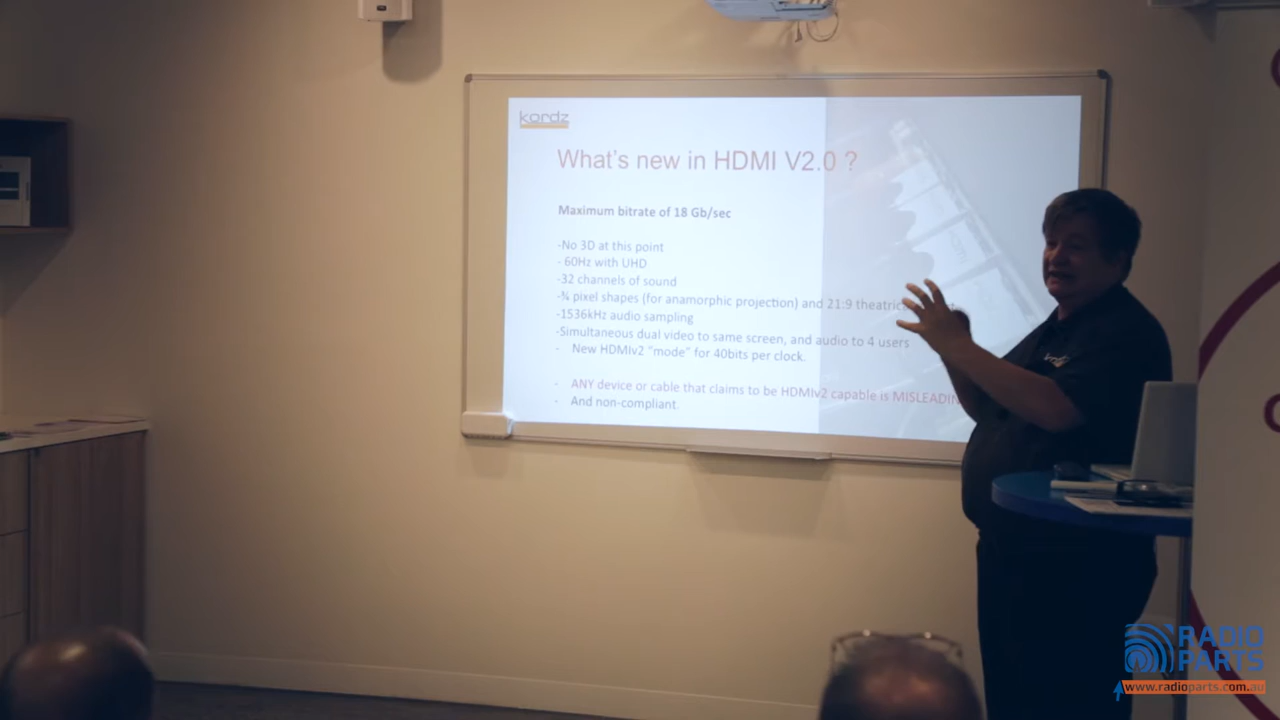 kordz
What's new in HDMI V2.0 ?
Maximum bitrate of 18 Gb/sec
-No 3D at this point
- 60Hz with UHD
-32 channels of sound
-¾ pixel shapes (for anamorphic projection) and 21:9
-1536kHz audio sampling
-Simultaneous dual video to same screen, and audio to 4 users
- New HDMIv2 "mode" for 40bits per clock.
- ANY device or cable that claims to be HDMIv2 capable is
- And non-compliant.
RADIO
PARTS
www.radioparts.com.au